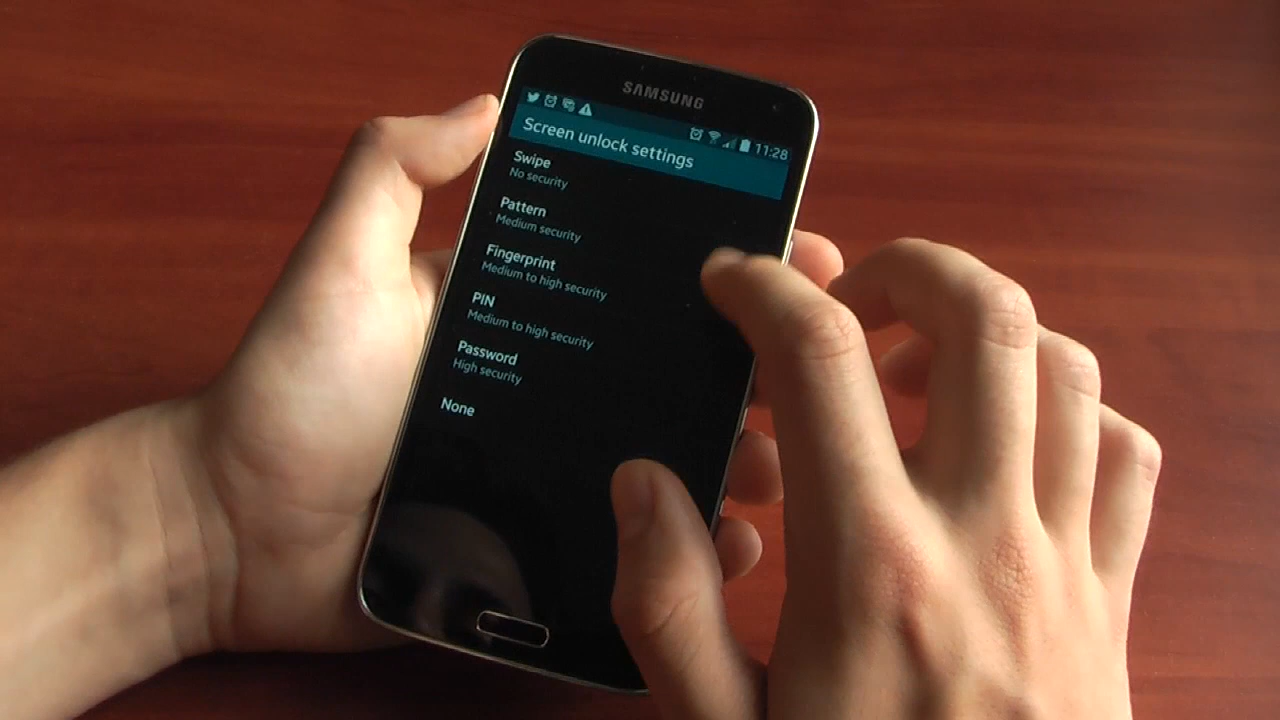 SAMSUNG
11:28
Screen unlock settings
Swipe
No security
Pattern
Medium security
Fingerprint
Medium to high security
PIN
Medium to high security
Password
High security
None